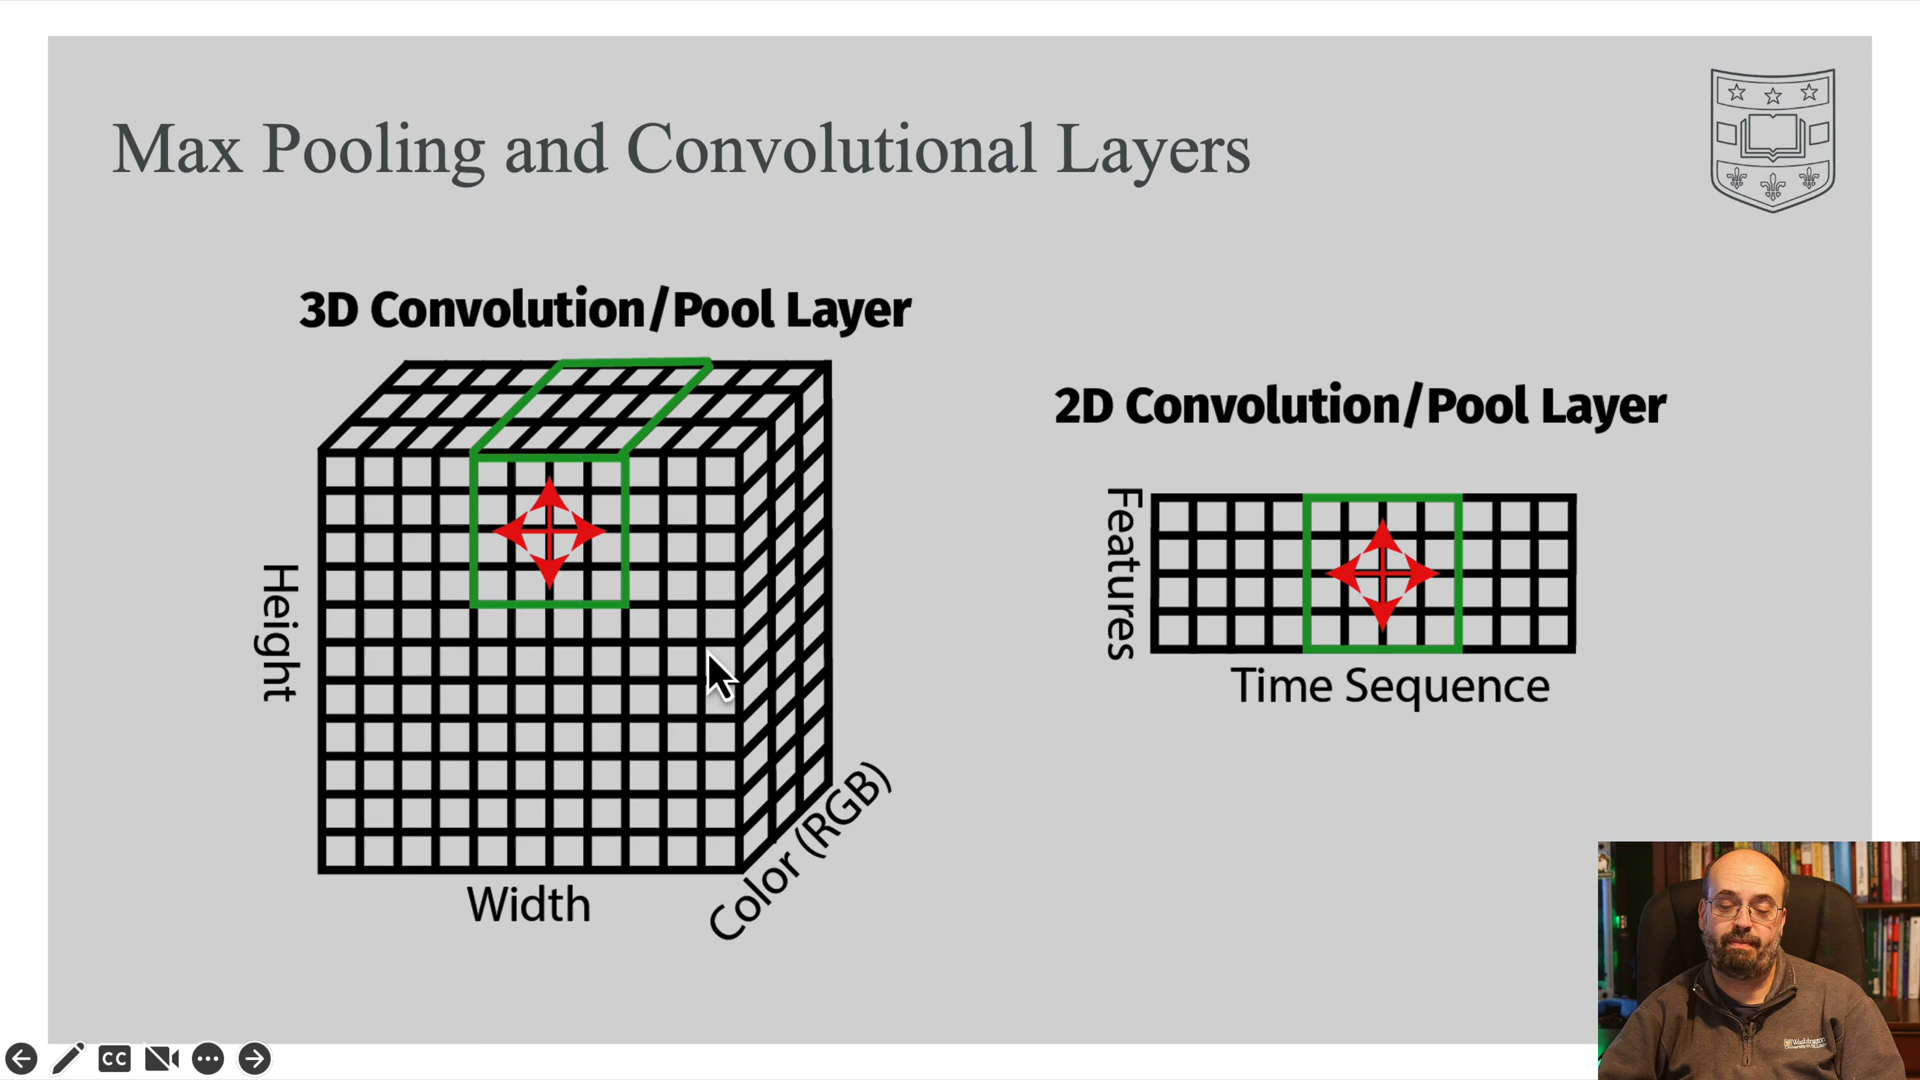 Max Pooling and Convolutional Layers
3D Convolution/Pool Layer
Height
Width
Color (RGB)
2D Convolution/Pool Layer
Features
Time Sequence
CC
Washington